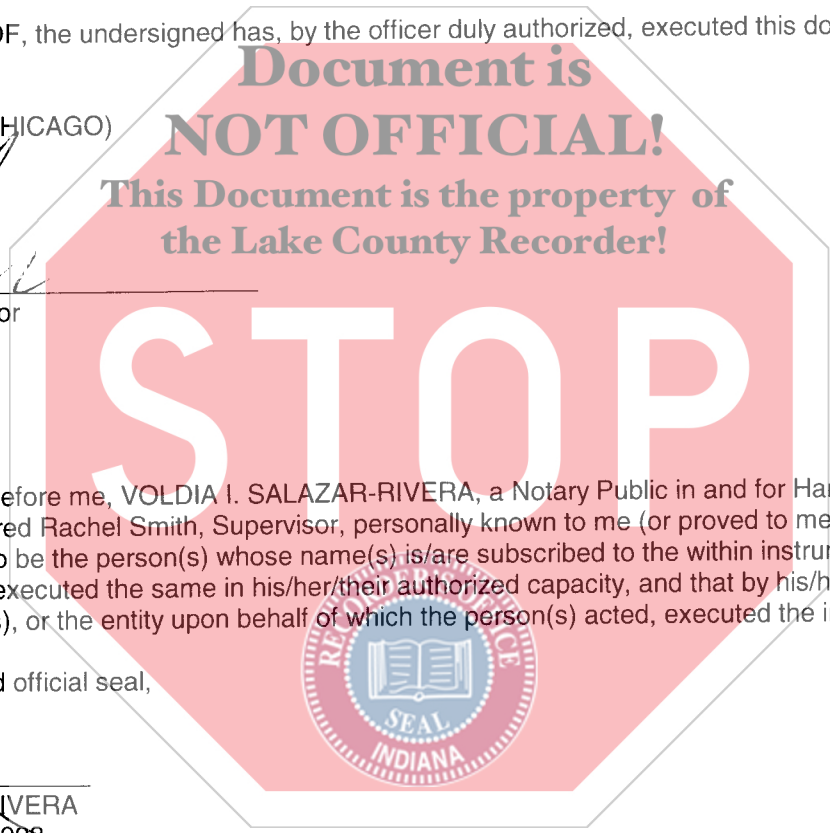 OF, the undersigned has, by the officer duly authorized, executed this do
Document is
HICAGO)
NOT OFFICIAL!
This Document is the property of
the Lake County Recorder!
or
STOP
efore me, VOLDIA I. SALAZAR-RIVERA, a Notary Public in and for Har
red Rachel Smith, Supervisor, personally known to me (or proved to me
o be the person(s) whose name(s) is/are subscribed to the within instru
executed the same in his/her/their authorized capacity, and that by his/h
s), or the entity upon behalf of which the person(s) acted, executed the i
RECORDER'S OFFICE
d official seal,
SEAL
INDIANA
IVERA